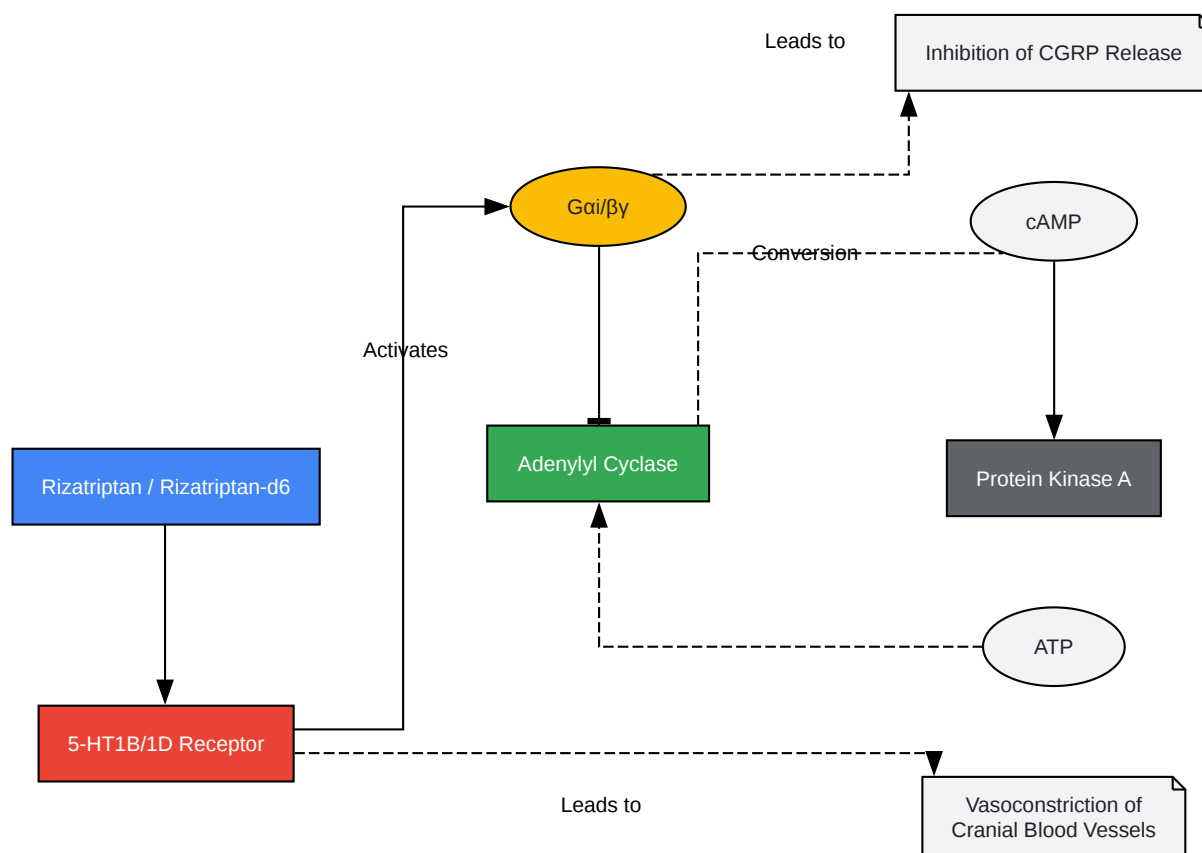 Leads to
Inhibition of CGRP Release
Gαi/βγ
cAMP
Conversion
Activates
Adenylyl Cyclase
Rizatriptan / Rizatriptan-d6
Protein Kinase A
ATP
5-HT1B/1D Receptor
Leads to
Vasoconstriction of
Cranial Blood Vessels